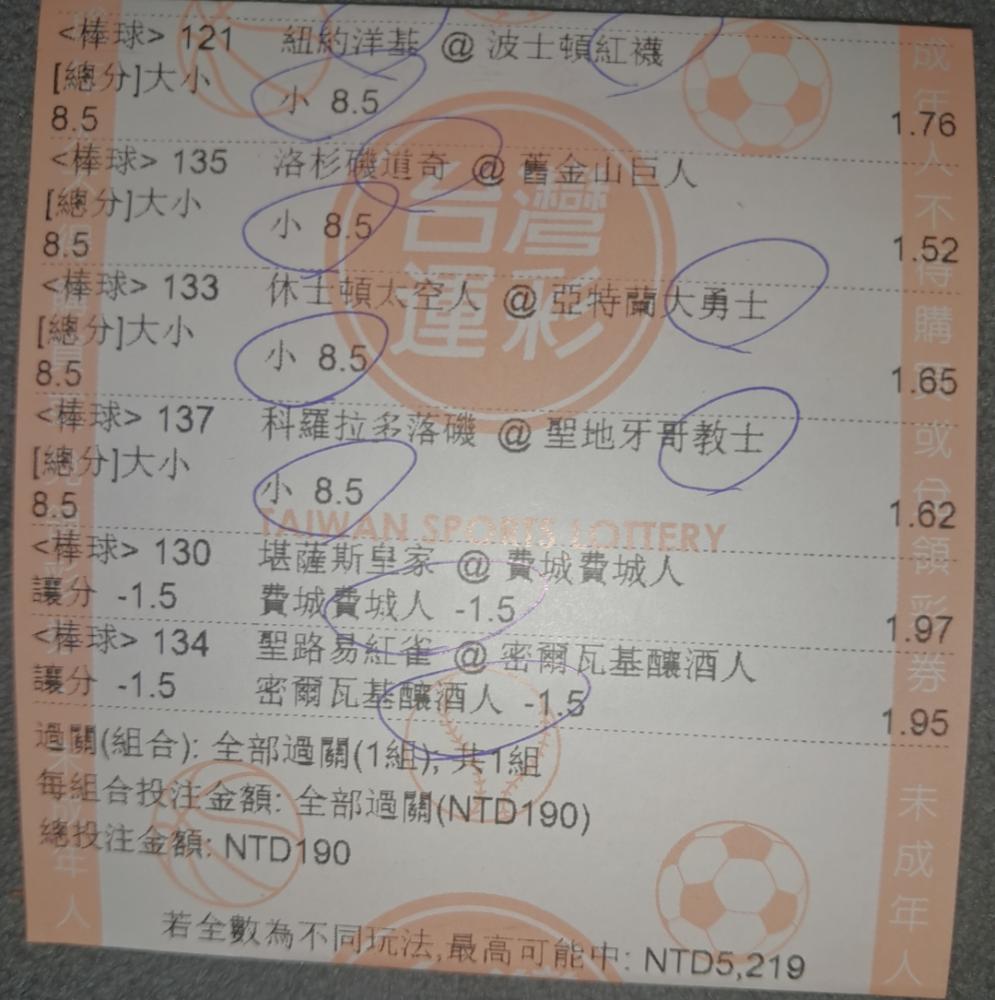 <棒球> 121 紐約洋基 @ 波士頓紅襪
[總分]大小 小 8.5
8.5 1.76
<棒球> 135 洛杉磯道奇 @ 舊金山巨人
[總分]大小 小 8.5
8.5 1.52
<棒球> 133 休士頓太空人 @ 亞特蘭大勇士
[總分]大小 小 8.5
8.5 1.65
<棒球> 137 科羅拉多落磯 @ 聖地牙哥教士
[總分]大小 小 8.5
8.5 1.62
<棒球> 130 堪薩斯皇家 @ 費城費城人
讓分 -1.5 費城費城人 -1.5
1.97
<棒球> 134 聖路易紅雀 @ 密爾瓦基釀酒人
讓分 -1.5 密爾瓦基釀酒人 -1.5
1.95
過關(組合): 全部過關(1組); 共1組
每組合投注金額: 全部過關(NTD190)
總投注金額: NTD190
若全數為不同玩法,最高可能中: NTD5,219
台灣
運彩
TAIWAN SPORTS LOTTERY
成年人不得購買或兌領彩券
未成年人
年人